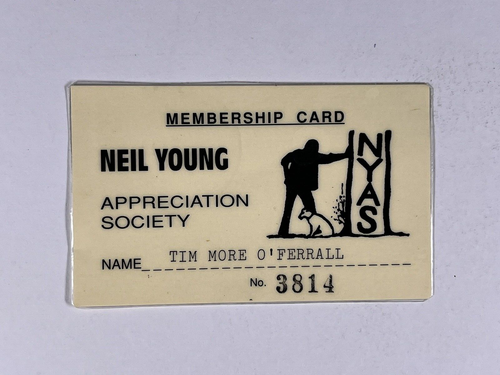 MEMBERSHIP CARD
NEIL YOUNG
APPRECIATION
SOCIETY
NYAS
NAME TIM MORE O'FERRALL
No. 3814